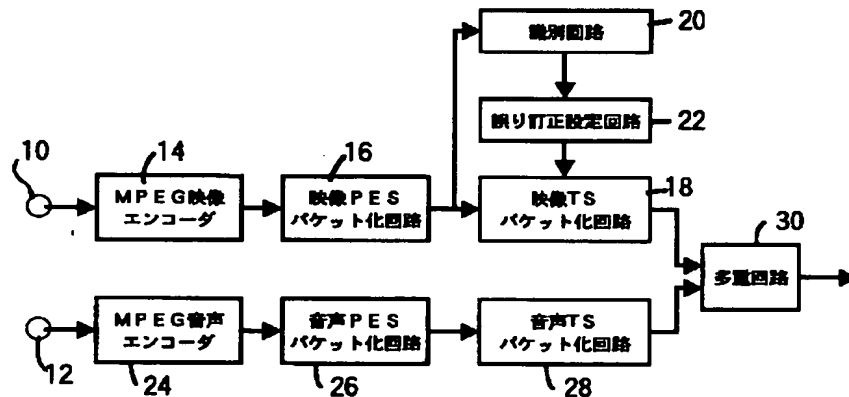 20
識別回路
誤り訂正設定回路
22
10
14
16
18
MPEG映像
エンコーダ
映像PES
パケット化回路
映像TS
パケット化回路
30
多重回路
MPEG音声
エンコーダ
音声PES
パケット化回路
音声TS
パケット化回路
12
24
26
28